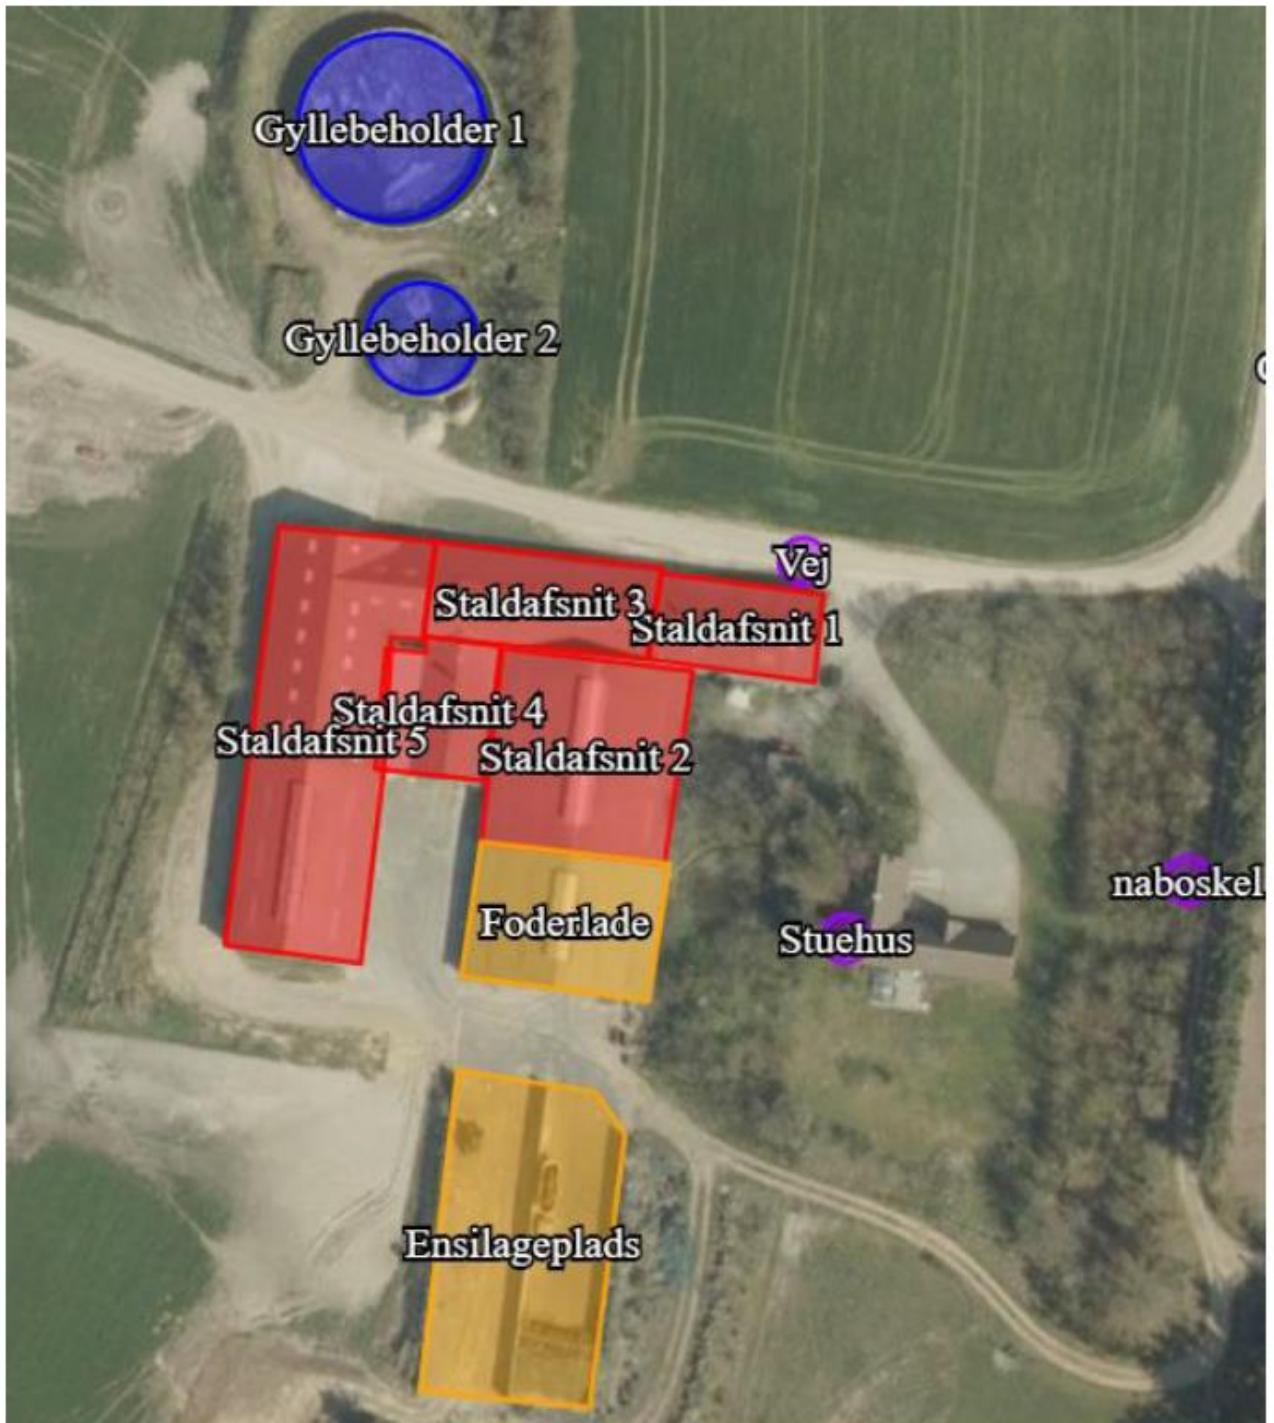 Gyllebeholder 1
Gyllebeholder 2
Vej
Staldafsnit 3
Staldafsnit 1
Staldafsnit 4
Staldafsnit 5
Staldafsnit 2
naboskel
Foderlade
Stuehus
Ensilageplads